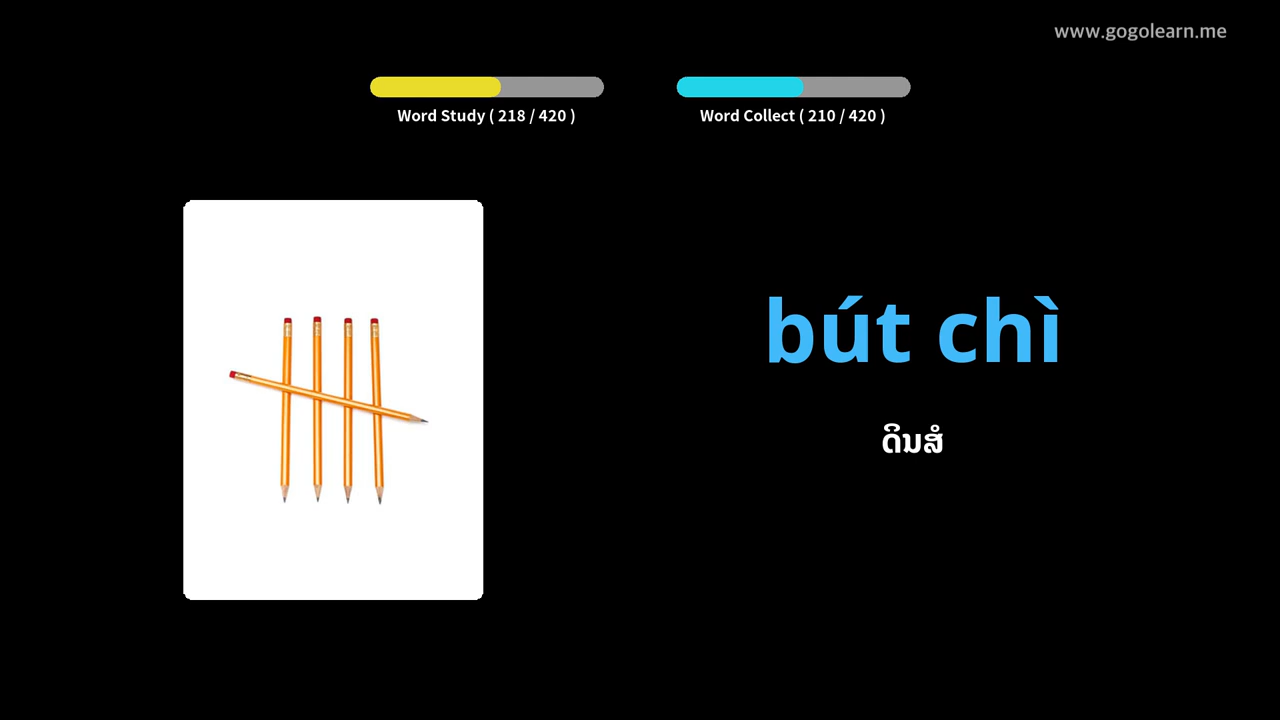 www.gogolearn.me
Word Study ( 218 / 420 )
Word Collect ( 210 / 420 )
bút chì
ດິນສໍ